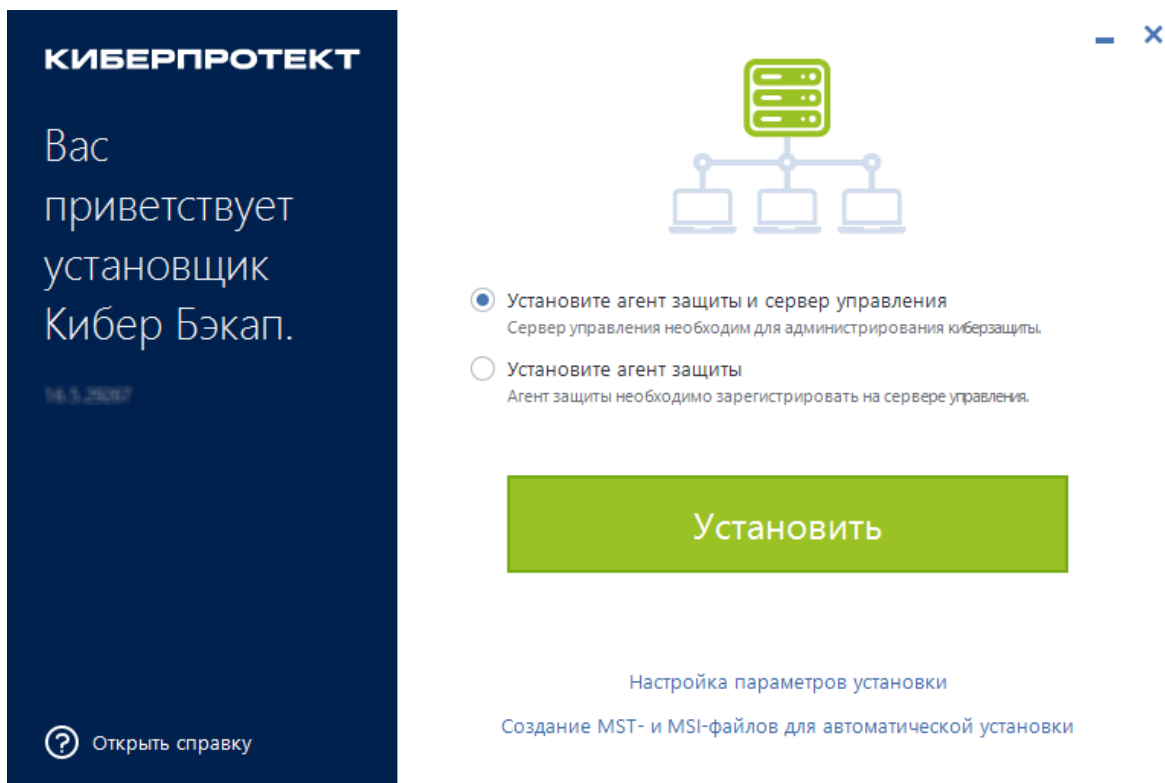 КИБЕРПРОТЕКТ
Вас
приветствует
установщик
Кибер Бэкап.
Открыть справку
Установите агент защиты и сервер управления
Сервер управления необходим для администрирования киберзащиты.
Установите агент защиты
Агент защиты необходимо зарегистрировать на сервере управления.
Установить
Настройка параметров установки
Создание MST- и MSI-файлов для автоматической установки